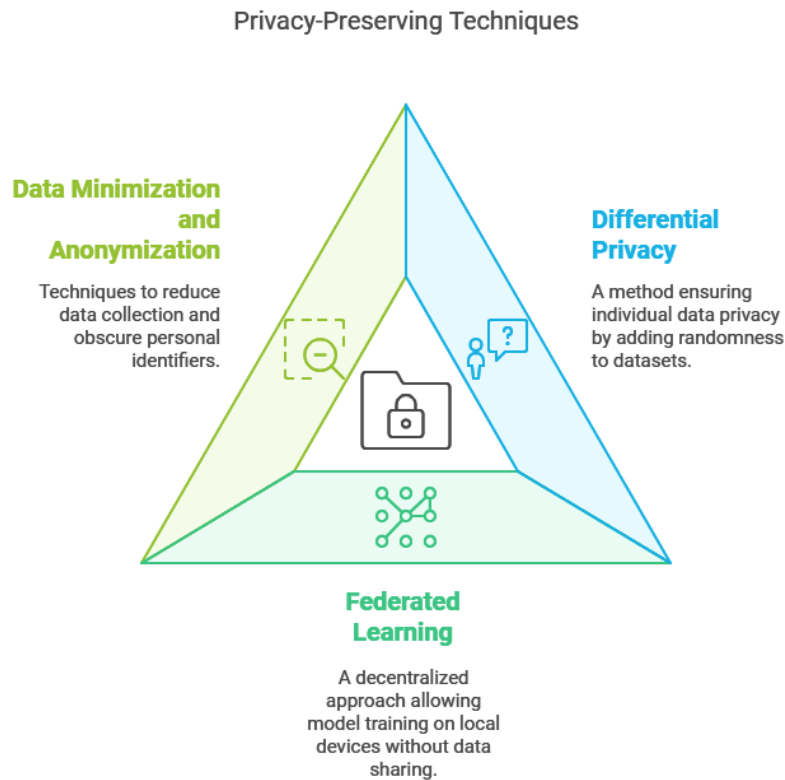 Privacy-Preserving Techniques
Data Minimization
and
Anonymization
Techniques to reduce
data collection and
obscure personal
identifiers.
Differential
Privacy
A method ensuring
individual data privacy
by adding randomness
to datasets.
?
Federated
Learning
A decentralized
approach allowing
model training on local
devices without data
sharing.